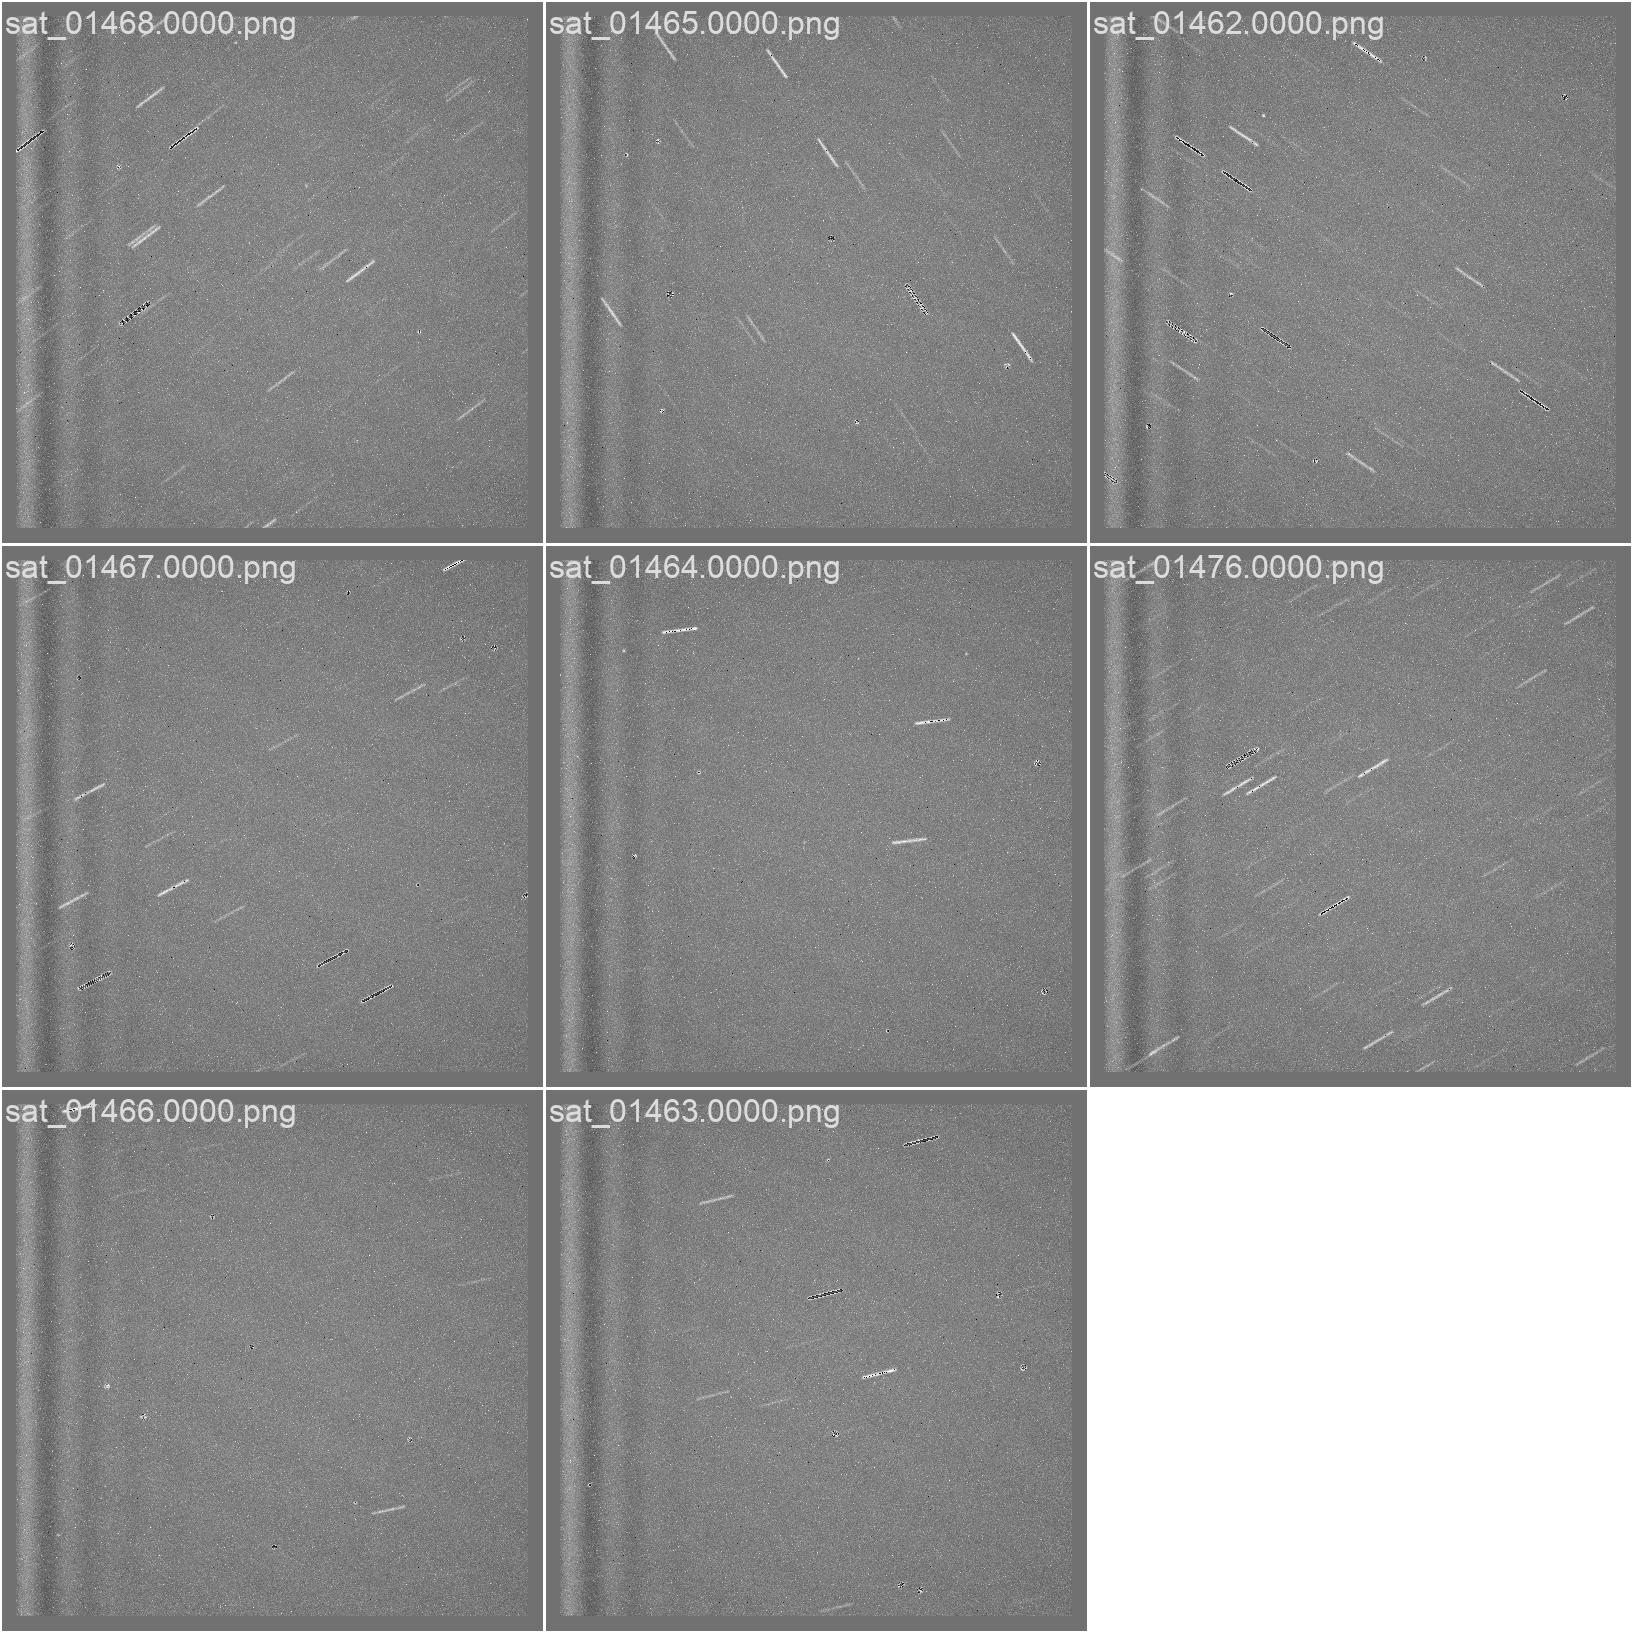 sat_01468.0000.png
sat_01465.0000.png
sat_01462.0000.png
sat_01467.0000.png
sat_01464.0000.png
sat_01476.0000.png
sat_01466.0000.png
sat_01463.0000.png